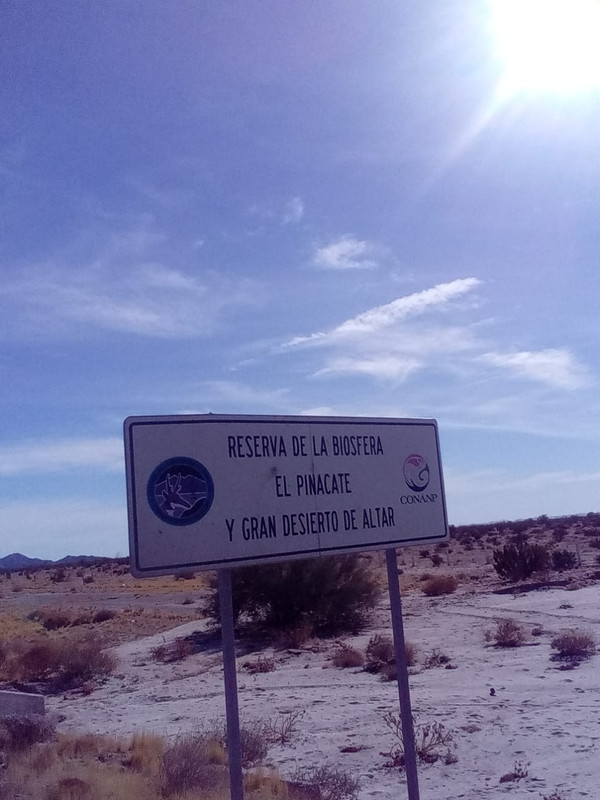 RESERVA DE LA BIOSFERA
EL PINACATE
Y GRAN DESIERTO DE ALTAR
CONANP